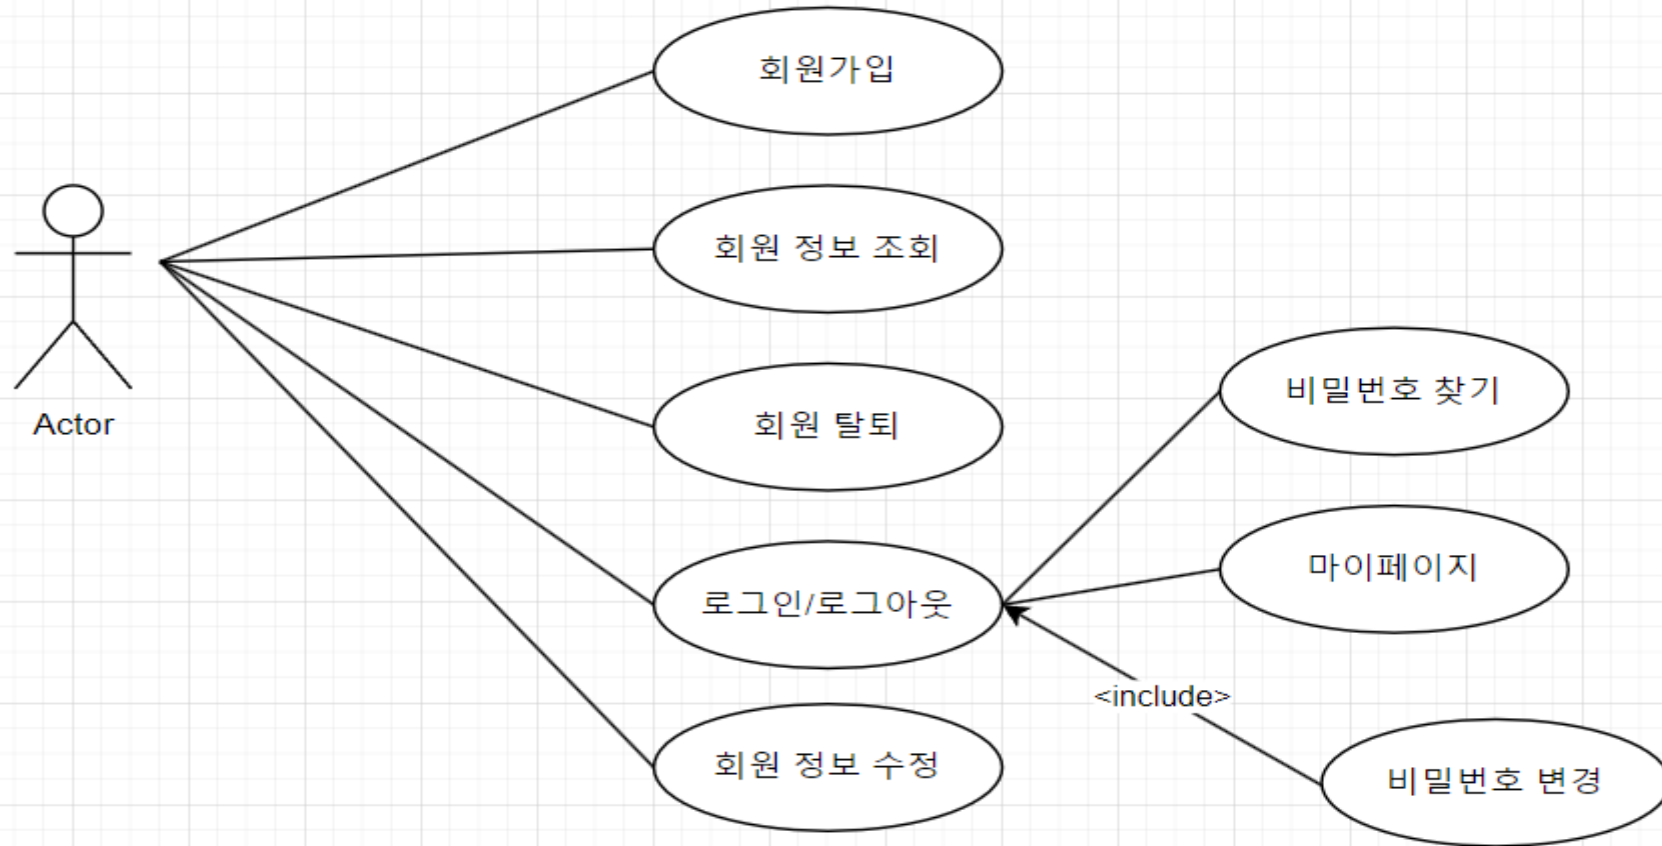 회원가입
회원 정보 조회
Actor
회원 탈퇴
로그인/로그아웃
회원 정보 수정
비밀번호 찾기
마이페이지
<include>
비밀번호 변경